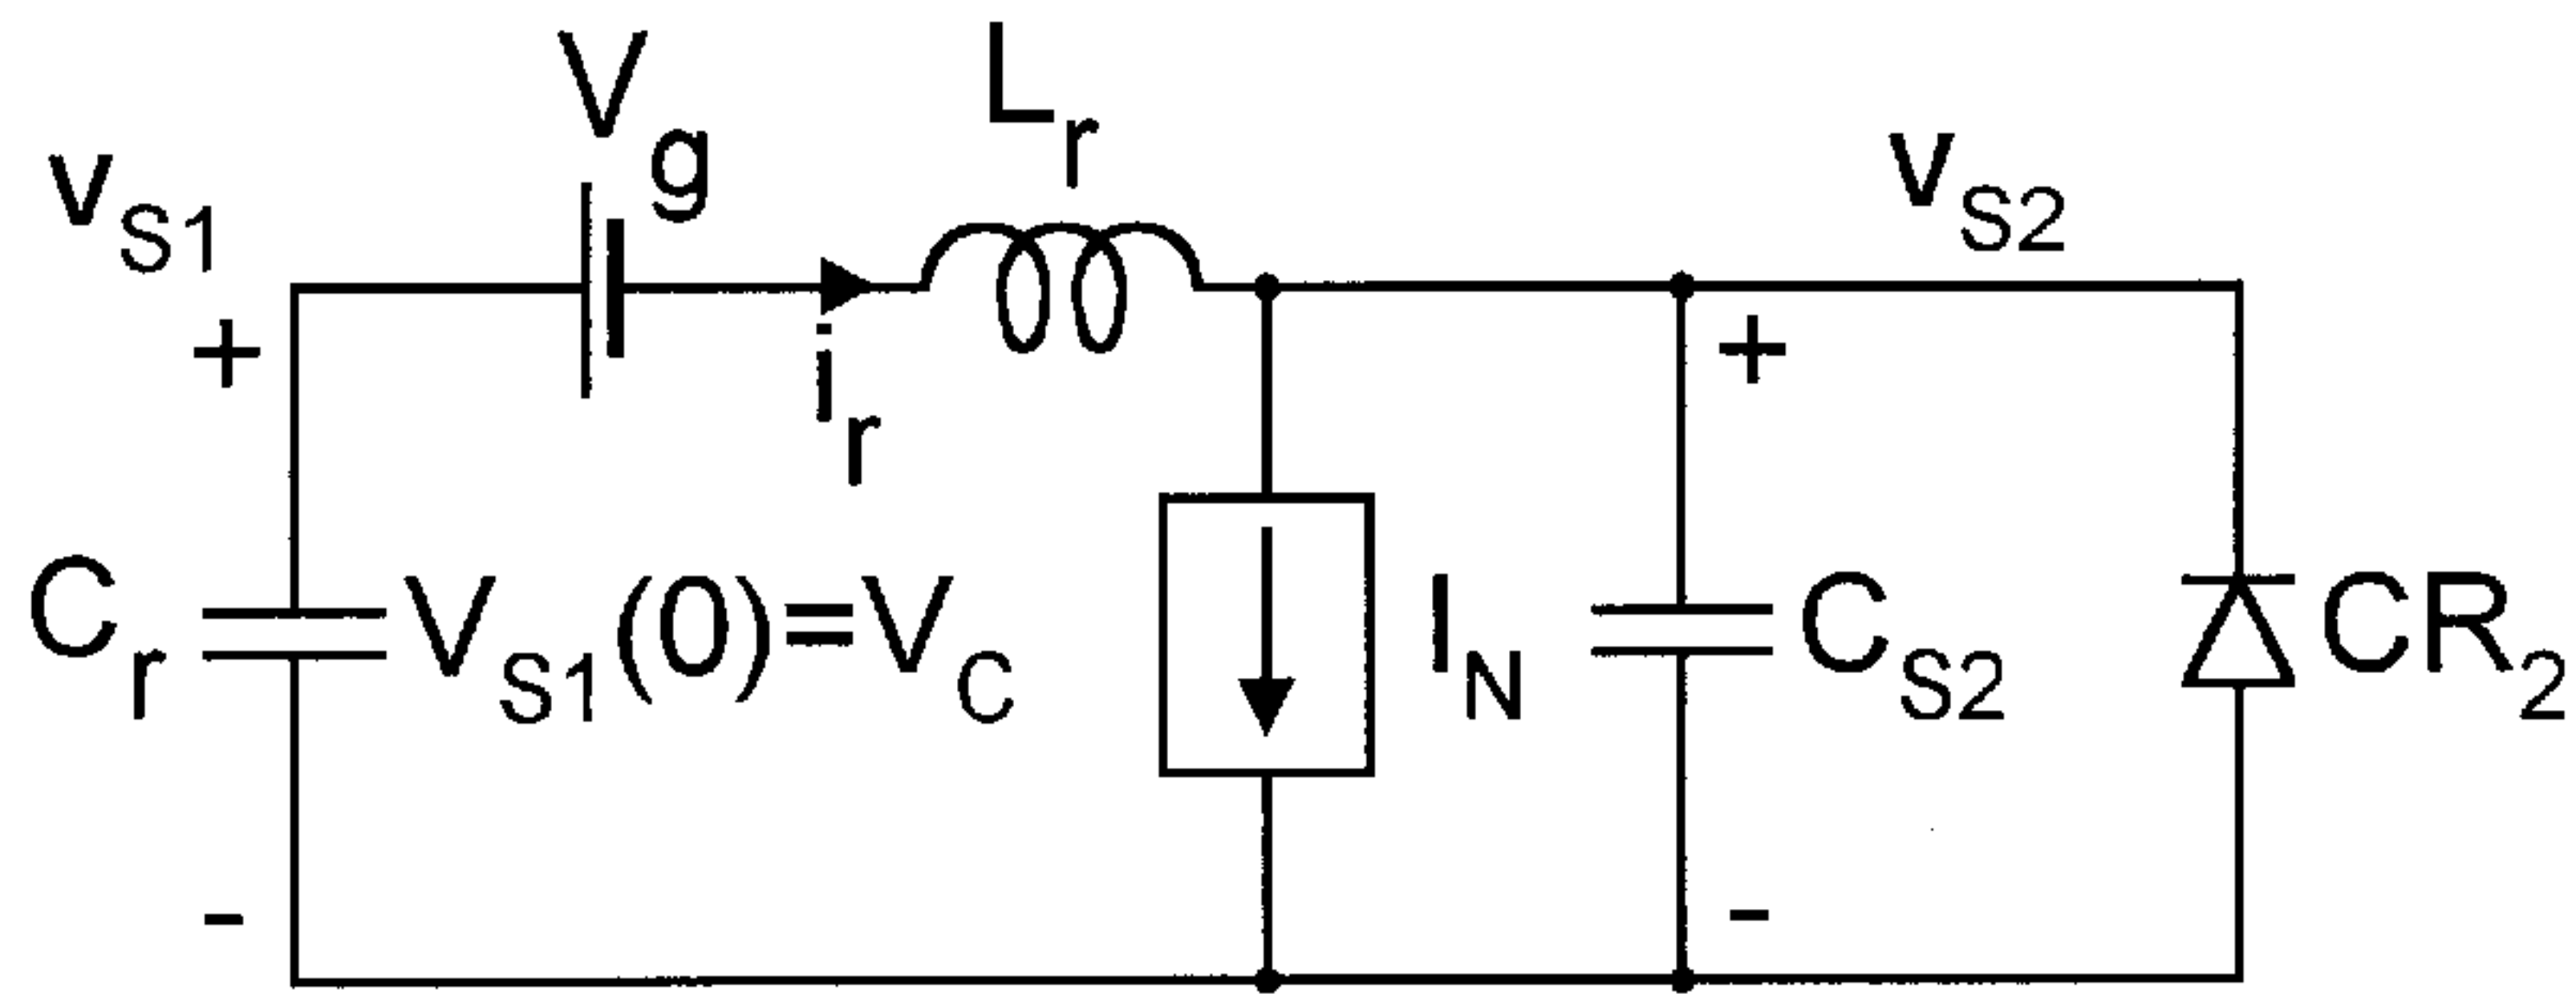 V_g
L_r
v_S1
v_S2
+
+
i_r
C_r
V_S1(0)=V_C
I_N
C_S2
CR_2
-
-